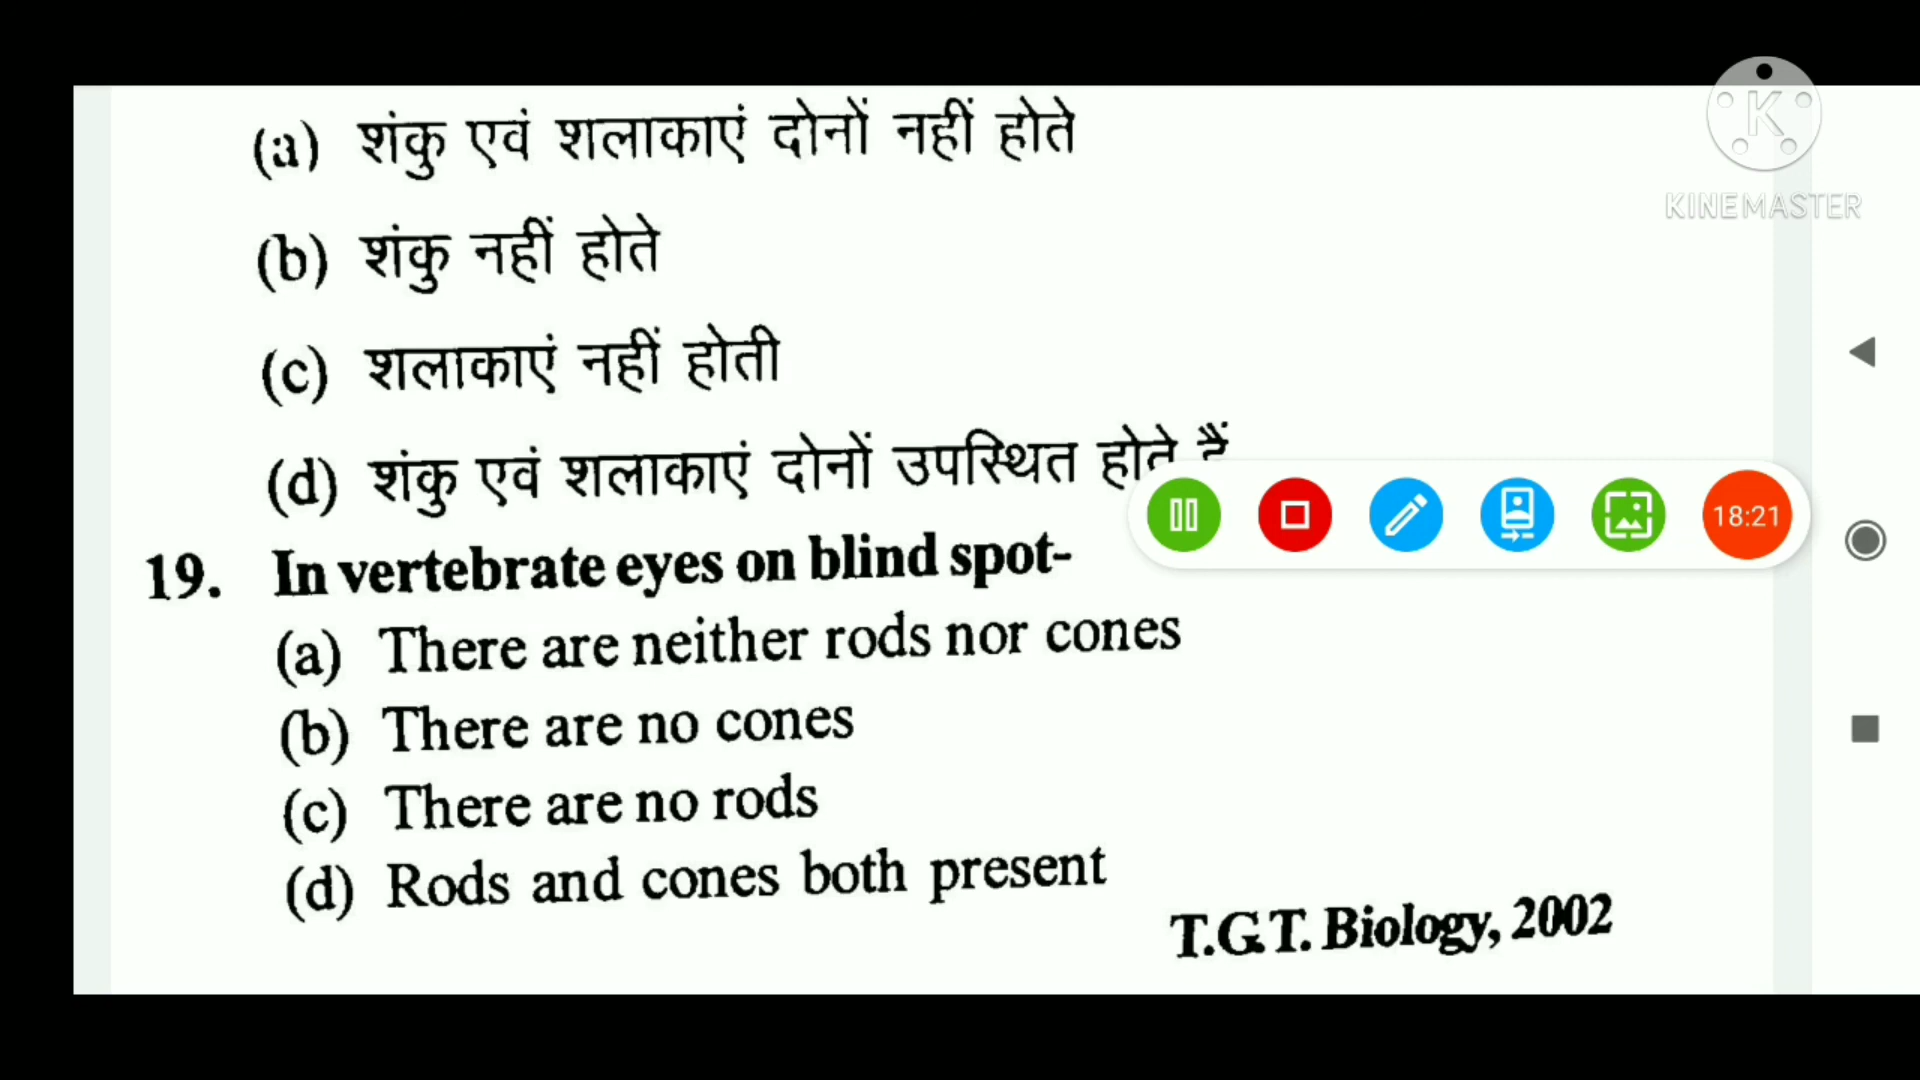 KINEMASTER
(a) शंकु एवं शलाकाएं दोनों नहीं होते
(b) शंकु नहीं होते
(c) शलाकाएं नहीं होती
(d) शंकु एवं शलाकाएं दोनों उपस्थित होते हैं
18:21
19. In vertebrate eyes on blind spot-
(a) There are neither rods nor cones
(b) There are no cones
(c) There are no rods
(d) Rods and cones both present
T.G.T. Biology, 2002